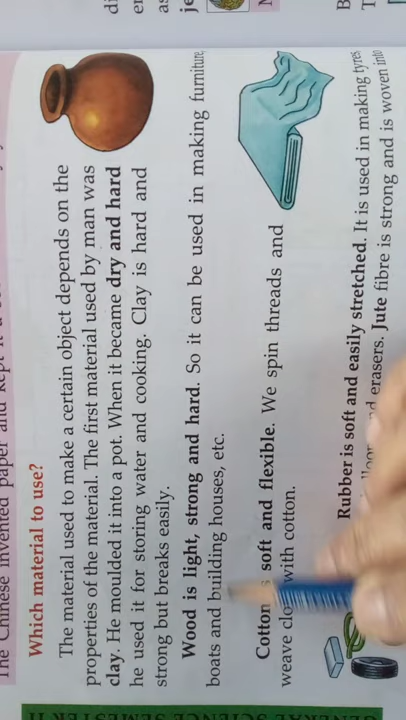 The Chinese invented paper and kept it a
Which material to use?
The material used to make a certain object depends on the
properties of the material. The first material used by man was
clay. He moulded it into a pot. When it became dry and hard
he used it for storing water and cooking. Clay is hard and
strong but breaks easily.
Wood is light, strong and hard. So it can be used in making furniture,
boats and building houses, etc.
Cotton soft and flexible. We spin threads and
weave with cotton.
Rubber is soft and easily stretched. It is used in making tyres
erasers. Jute fibre is strong and is woven into
SCIENCE SEMESTER II